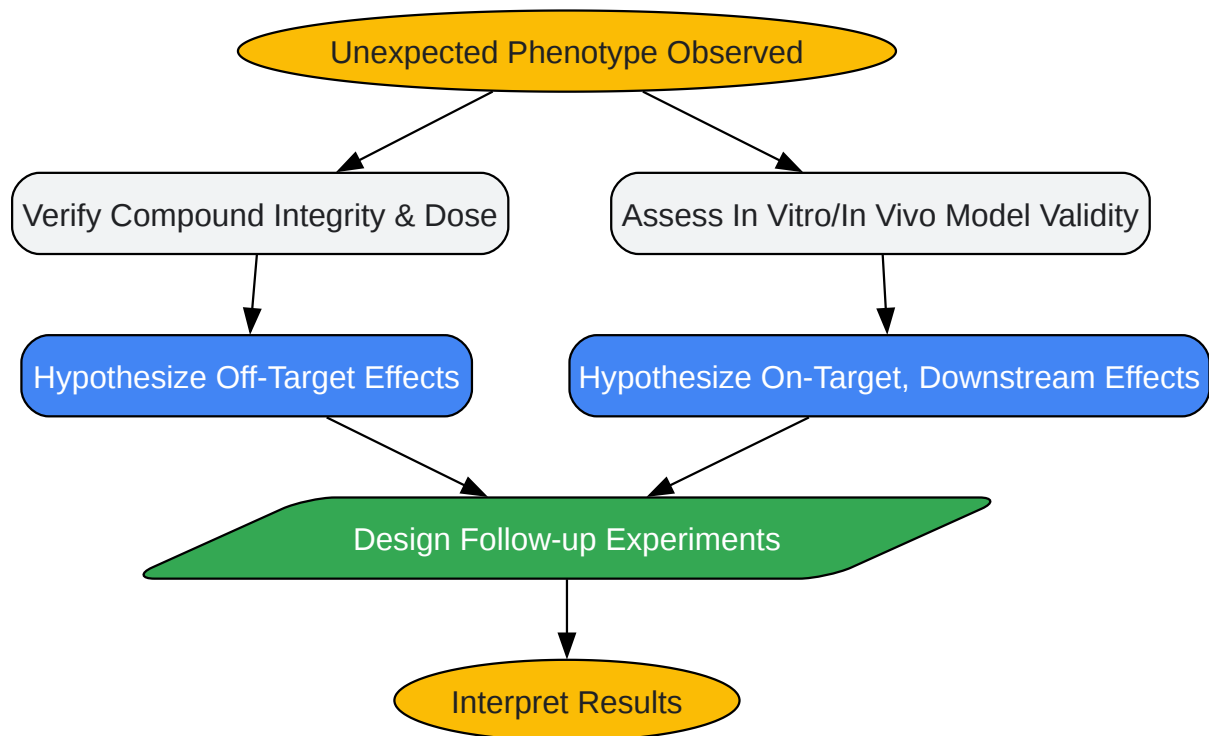 Unexpected Phenotype Observed
Verify Compound Integrity & Dose
Assess In Vitro/In Vivo Model Validity
Hypothesize Off-Target Effects
Hypothesize On-Target, Downstream Effects
Design Follow-up Experiments
Interpret Results